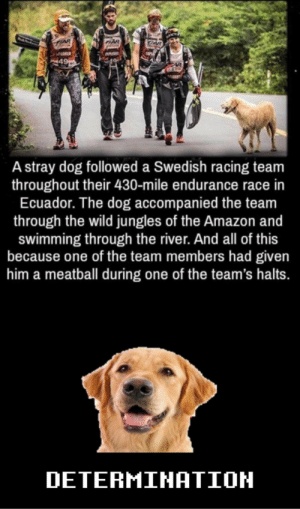 A stray dog followed a Swedish racing team
throughout their 430-mile endurance race in
Ecuador. The dog accompanied the team
through the wild jungles of the Amazon and
swimming through the river. And all of this
because one of the team members had given
him a meatball during one of the team's halts.
DETERMINATION